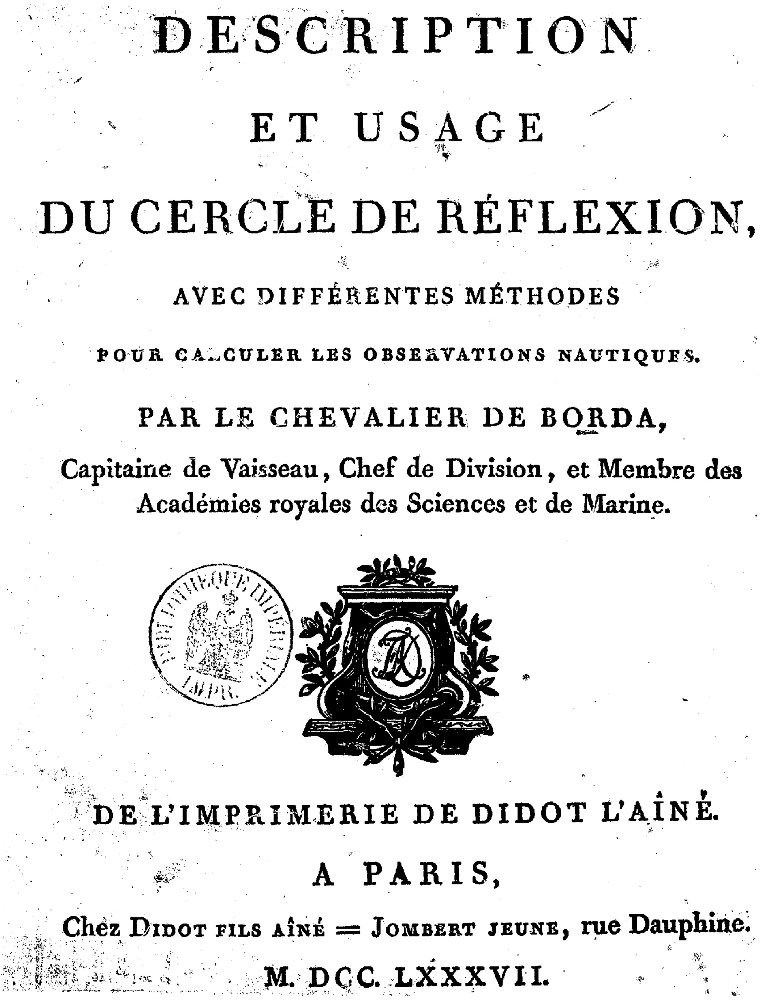 DESCRIPTION
ET USAGE
DU CERCLE DE RÉFLEXION,
AVEC DIFFÉRENTES MÉTHODES
POUR CALCULER LES OBSERVATIONS NAUTIQUES.
PAR LE CHEVALIER DE BORDA,
Capitaine de Vaisseau, Chef de Division, et Membre des
Académies royales des Sciences et de Marine.
BIBLIOTHEQUE IMPERIALE
IMPR.
DE L'IMPRIMERIE DE DIDOT L'AÎNÉ.
A PARIS,
Chez DIDOT FILS AÎNÉ = JOMBERT JEUNE, rue Dauphine.
M. DCC. LXXXVII.